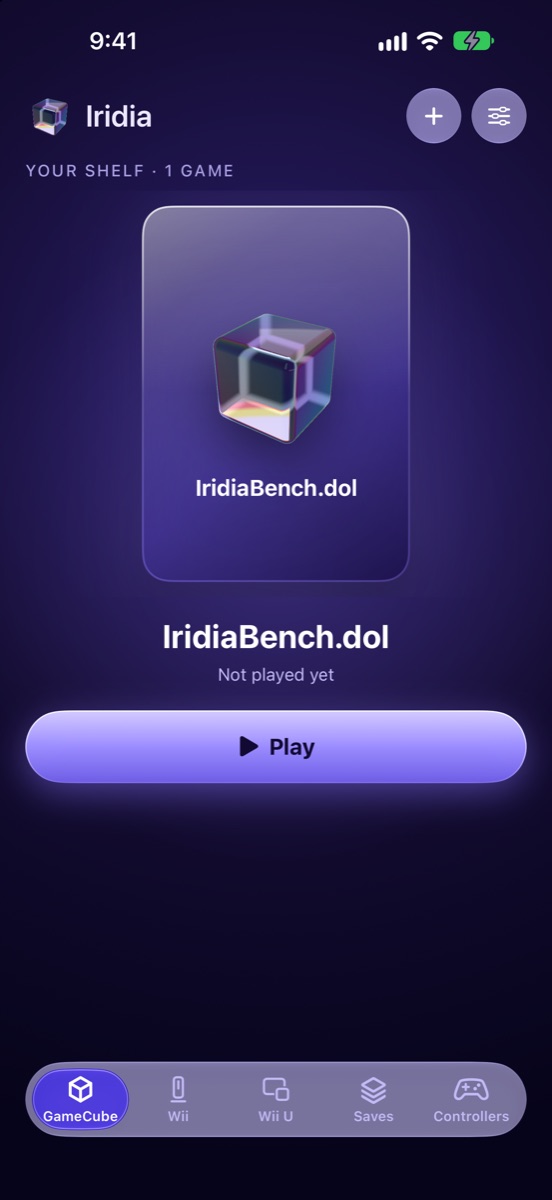 9:41
Iridia
YOUR SHELF · 1 GAME
IridiaBench.dol
IridiaBench.dol
Not played yet
Play
GameCube
Wii
Wii U
Saves
Controllers